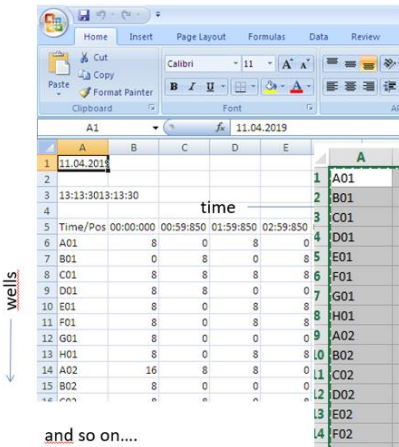 Home Insert Page Layout Formulas Data Review
Cut
Copy
Format Painter
Paste
Clipboard
Calibri 11 A A
B I U A
Font
A1 fx 11.04.2019
A B C D E
1 11.04.2019
2
3 13:13:3013:13:30
4
5 Time/Pos 00:00:000 00:59:850 01:59:850 02:59:850
6 A01 8 0 8 0
7 B01 0 8 8 0
8 C01 8 0 8 0
9 D01 8 0 8 0
10 E01 8 0 8 0
11 F01 8 8 0 0
12 G01 0 8 0 0
13 H01 8 0 8 0
14 A02 16 8 8 0
15 B02 8 0 8 0
time
wells
and so on....
A
1 A01
2 B01
3 C01
4 D01
5 E01
6 F01
7 G01
8 H01
9 A02
10 B02
11 C02
12 D02
13 E02
14 F02